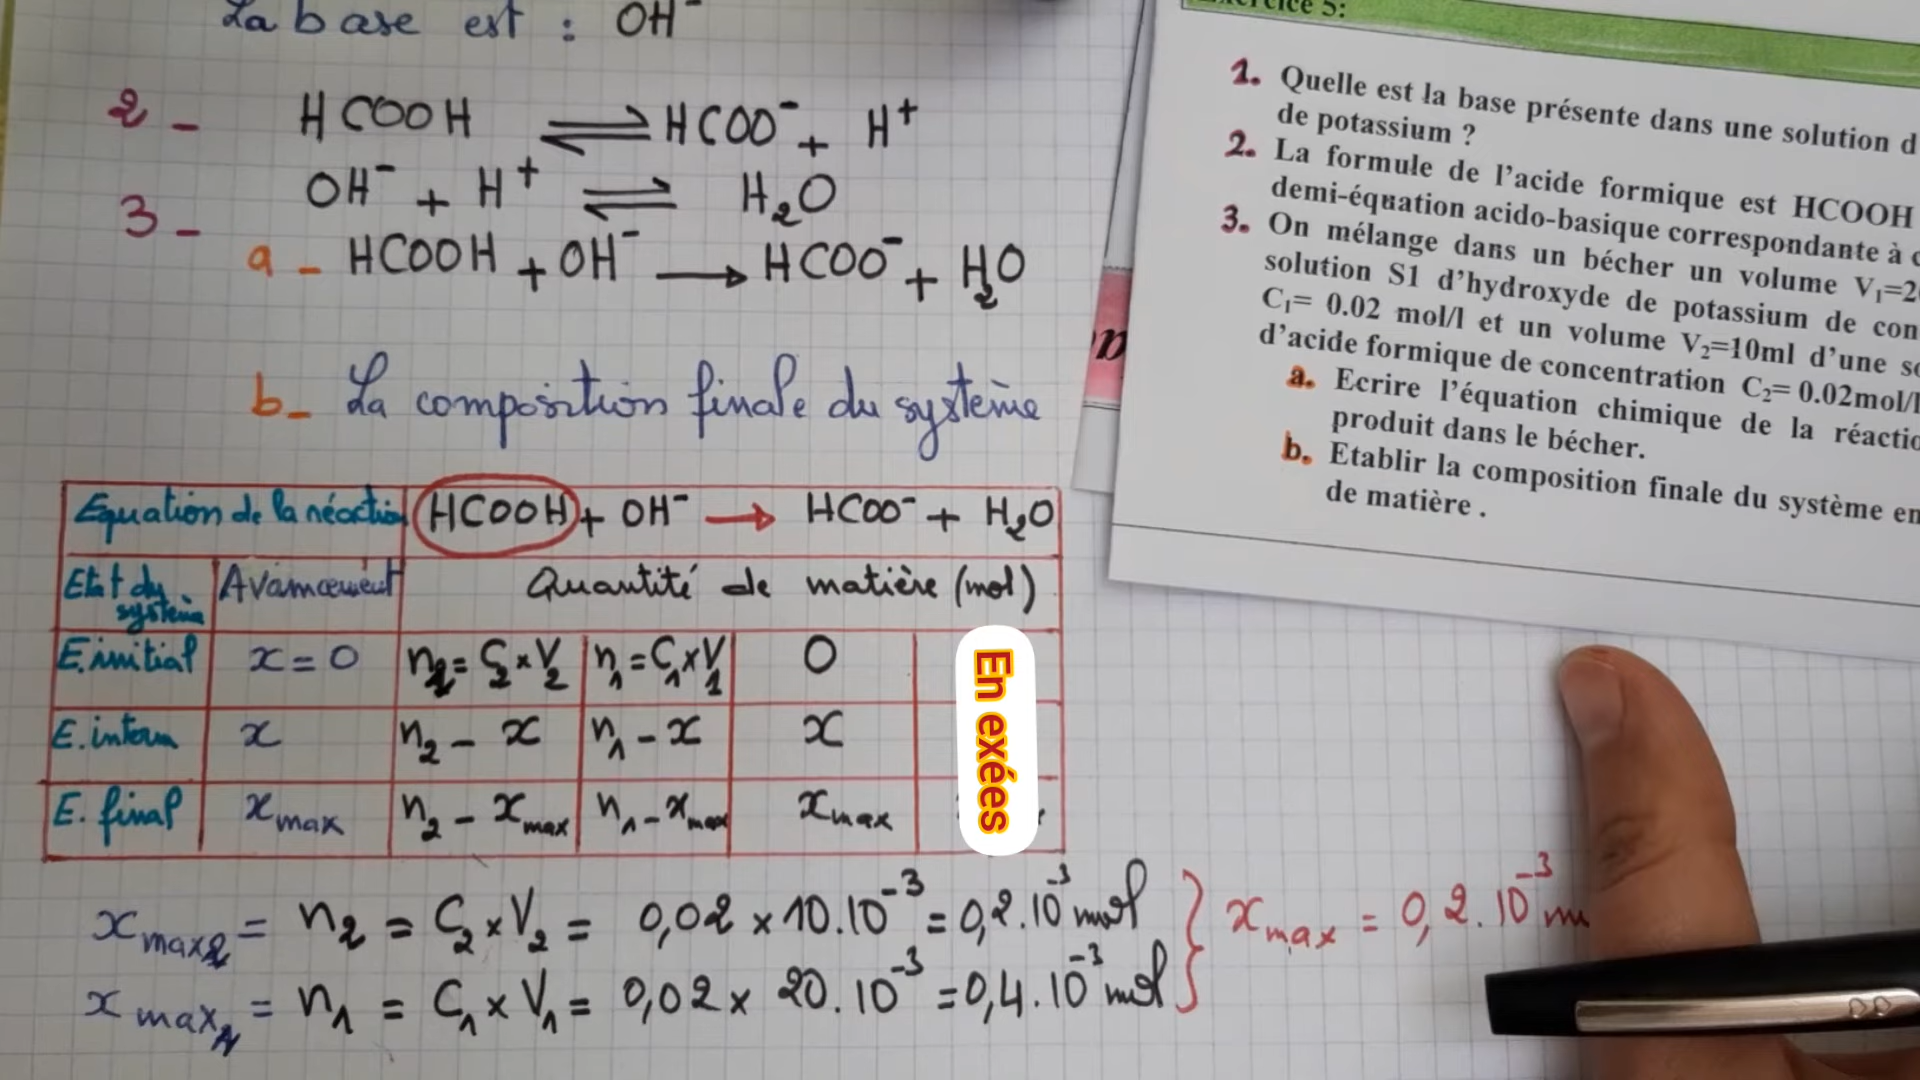 La base est : OH⁻
2 - HCOOH ⇌ HCOO⁻ + H⁺
OH⁻ + H⁺ ⇌ H₂O
3 -
a - HCOOH + OH⁻ → HCOO⁻ + H₂O
b - La composition finale du système
Equation de la réaction HCOOH + OH⁻ → HCOO⁻ + H₂O
Etat du système Avancement Quantité de matière (mol)
E. initial x = 0 n₂ = C₂ × V₂ n₁ = C₁ × V₁ 0
E. interm x n₂ - x n₁ - x x
E. final xmax n₂ - xmax n₁ - xmax xmax
En exées
xmax₂ = n₂ = C₂ × V₂ = 0,02 × 10.10⁻³ = 0,2.10⁻³ mol
xmax₁ = n₁ = C₁ × V₁ = 0,02 × 20.10⁻³ = 0,4.10⁻³ mol
xmax = 0,2.10⁻³
Exercice 5:
1. Quelle est la base présente dans une solution
de potassium ?
2. La formule de l'acide formique est HCOOH
demi-équation acido-basique correspondante à
3. On mélange dans un bécher un volume V₁=2
solution S1 d'hydroxyde de potassium de
C₁= 0.02 mol/l et un volume V₂=10ml d'une
d'acide formique de concentration C₂= 0.02mol/l
a. Ecrire l'équation chimique de la
produit dans le bécher.
b. Etablir la composition finale du système
de matière .